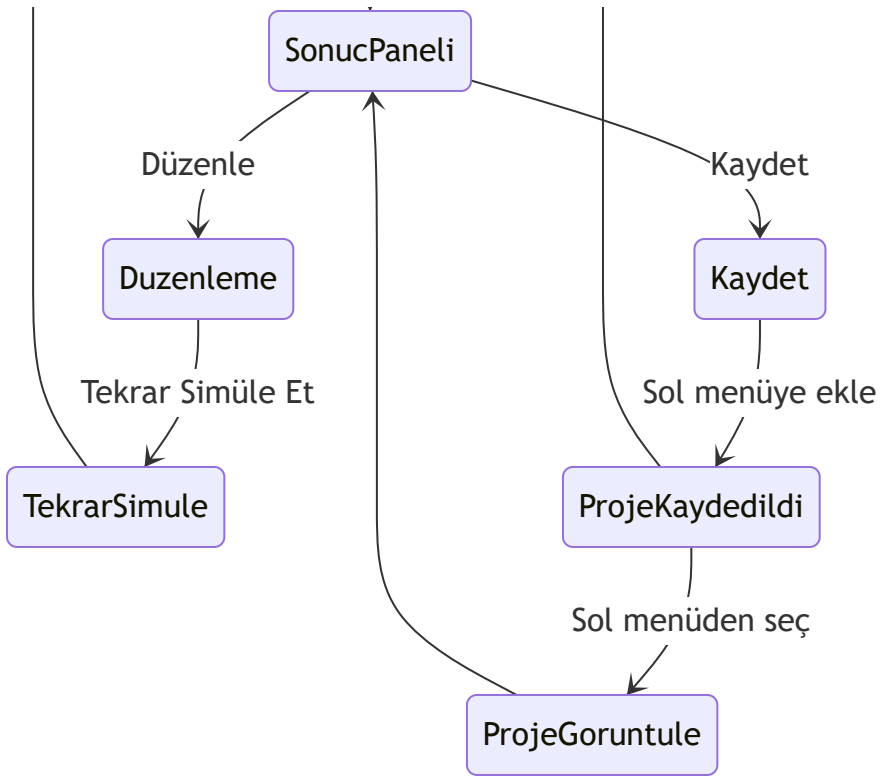 SonucPaneli
Düzenle
Kaydet
Duzenleme
Kaydet
Tekrar Simüle Et
Sol menüye ekle
TekrarSimule
ProjeKaydedildi
Sol menüden seç
ProjeGoruntule